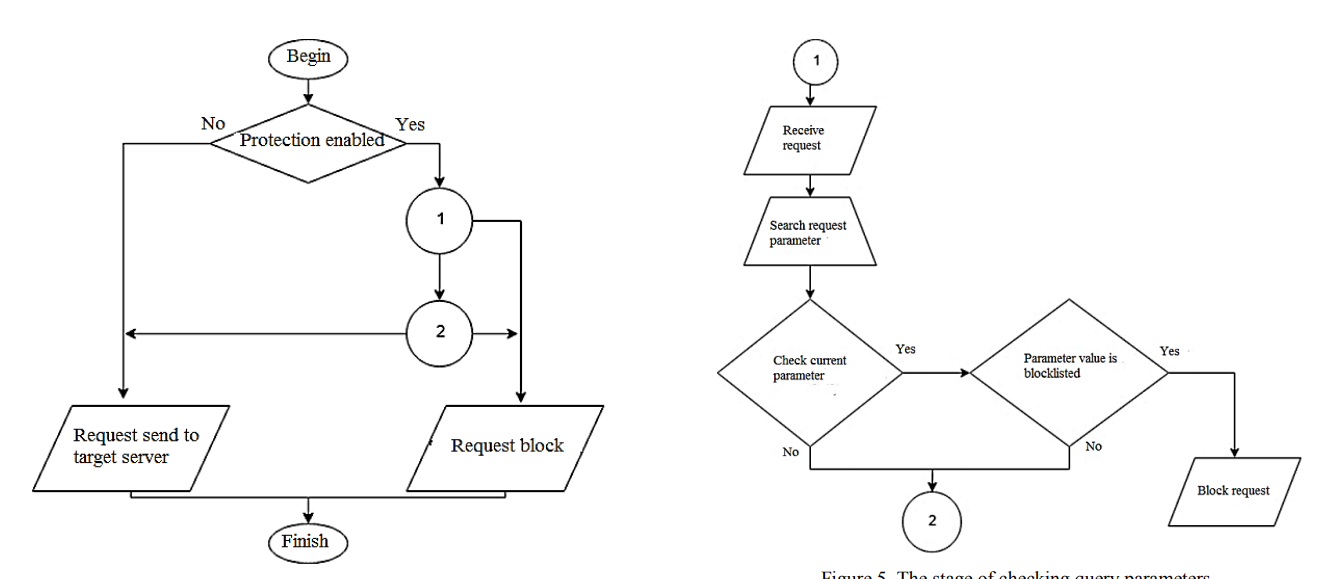 Begin
No
Yes
Protection enabled
1
2
Request send to
target server
Request block
Finish
1
Receive
request
Search request
parameter
Check current
parameter
Yes
No
Parameter value is
blocklisted
Yes
No
Block request
2
Figure 5. The stage of checking query parameters